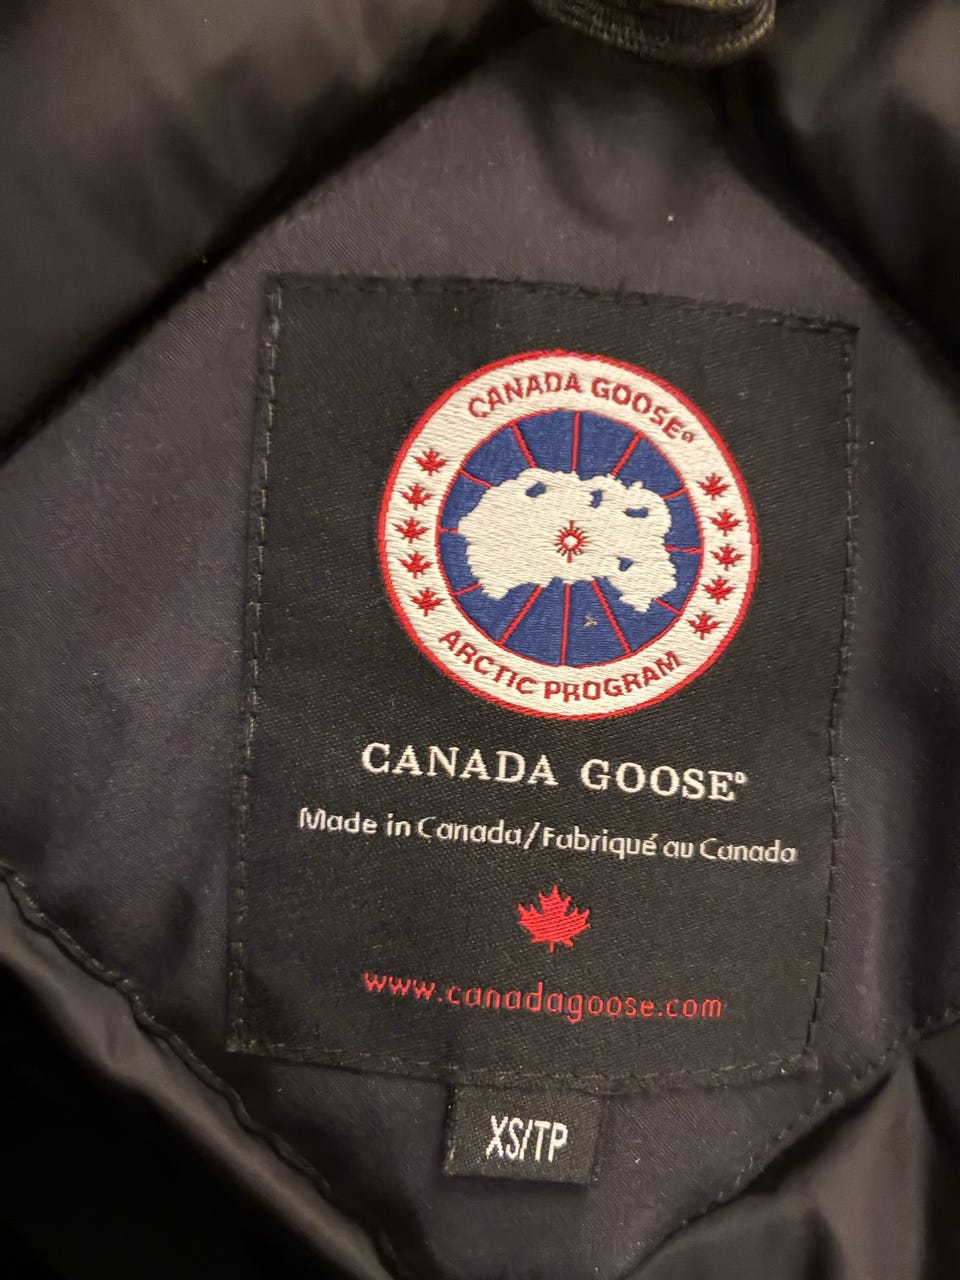 CANADA GOOSE®
ARCTIC PROGRAM
CANADA GOOSE®
Made in Canada/Fabriqué au Canada
www.canadagoose.com
XS/TP